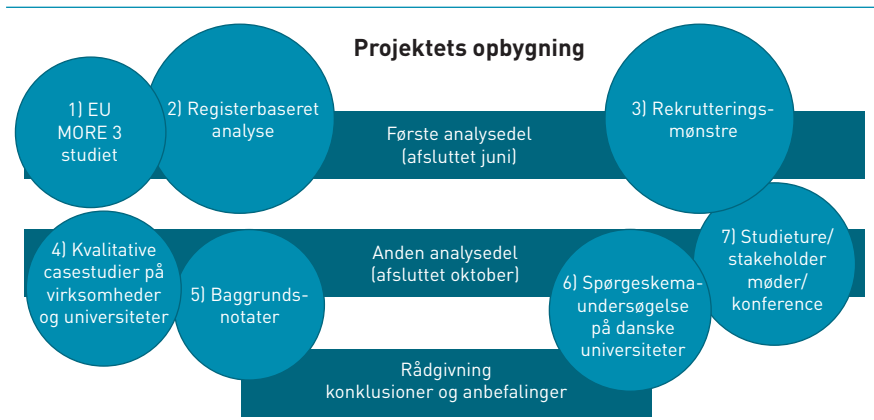 Projektets opbygning
1) EU
MORE 3
studiet
2) Registerbaseret
analyse
Første analysedel
(afsluttet juni)
3) Rekrutterings-
mønstre
4) Kvalitative
casestudier på
virksomheder
og universiteter
5) Baggrunds-
notater
Anden analysedel
(afsluttet oktober)
6) Spørgeskema-
undersøgelse
på danske
universiteter
7) Studieture/
stakeholder
møder/
konference
Rådgivning
konklusioner og anbefalinger